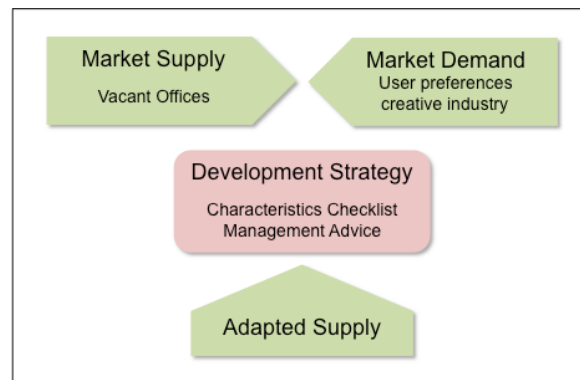 Market Supply
Vacant Offices
Market Demand
User preferences
creative industry
Development Strategy
Characteristics Checklist
Management Advice
Adapted Supply